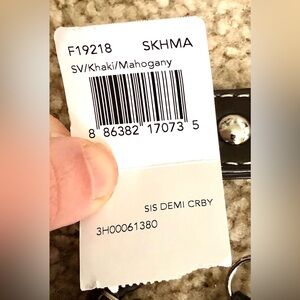 F19218 SKHMA
SV/Khaki/Mahogany
8 86382 17073 5
SIS DEMI CRBY
3H00061380